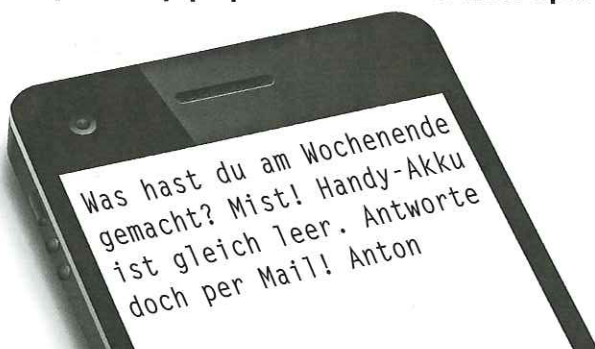 Was hast du am Wochenende
gemacht? Mist! Handy-Akku
ist gleich leer. Antworte
doch per Mail! Anton